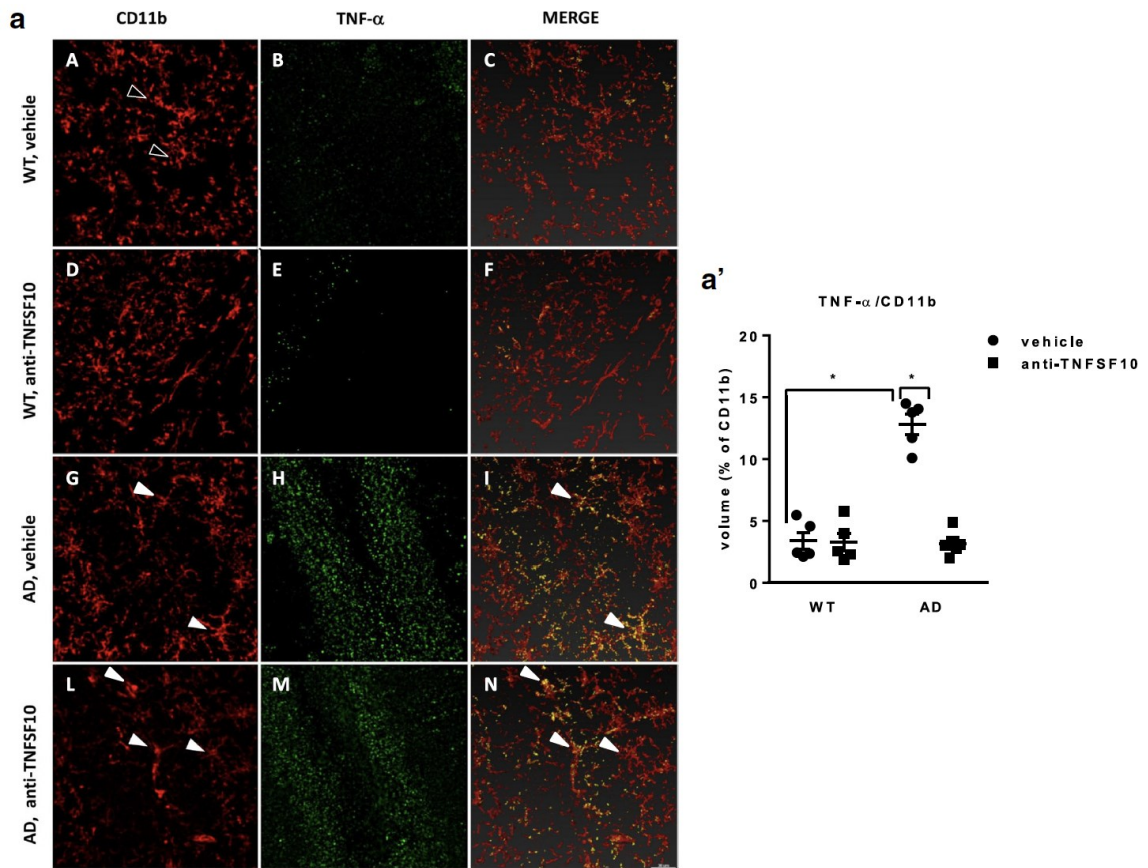 a
CD11b TNF-α MERGE
WT, vehicle
A B C
WT, anti-TNFSF10
D E F
AD, vehicle
G H I
AD, anti-TNFSF10
L M N
a’
TNF-α/CD11b
vehicle
anti-TNFSF10
volume (% of CD11b)
20
15
10
5
0
* *
WT AD